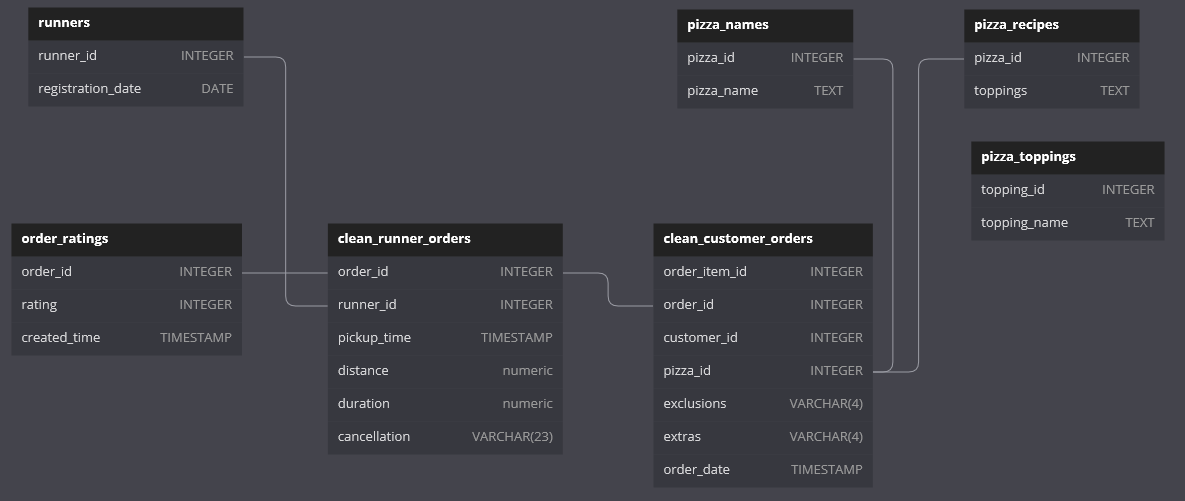 runners
runner_id INTEGER
registration_date DATE
pizza_names
pizza_id INTEGER
pizza_name TEXT
pizza_recipes
pizza_id INTEGER
toppings TEXT
pizza_toppings
topping_id INTEGER
topping_name TEXT
order_ratings
order_id INTEGER
rating INTEGER
created_time TIMESTAMP
clean_runner_orders
order_id INTEGER
runner_id INTEGER
pickup_time TIMESTAMP
distance numeric
duration numeric
cancellation VARCHAR(23)
clean_customer_orders
order_item_id INTEGER
order_id INTEGER
customer_id INTEGER
pizza_id INTEGER
exclusions VARCHAR(4)
extras VARCHAR(4)
order_date TIMESTAMP